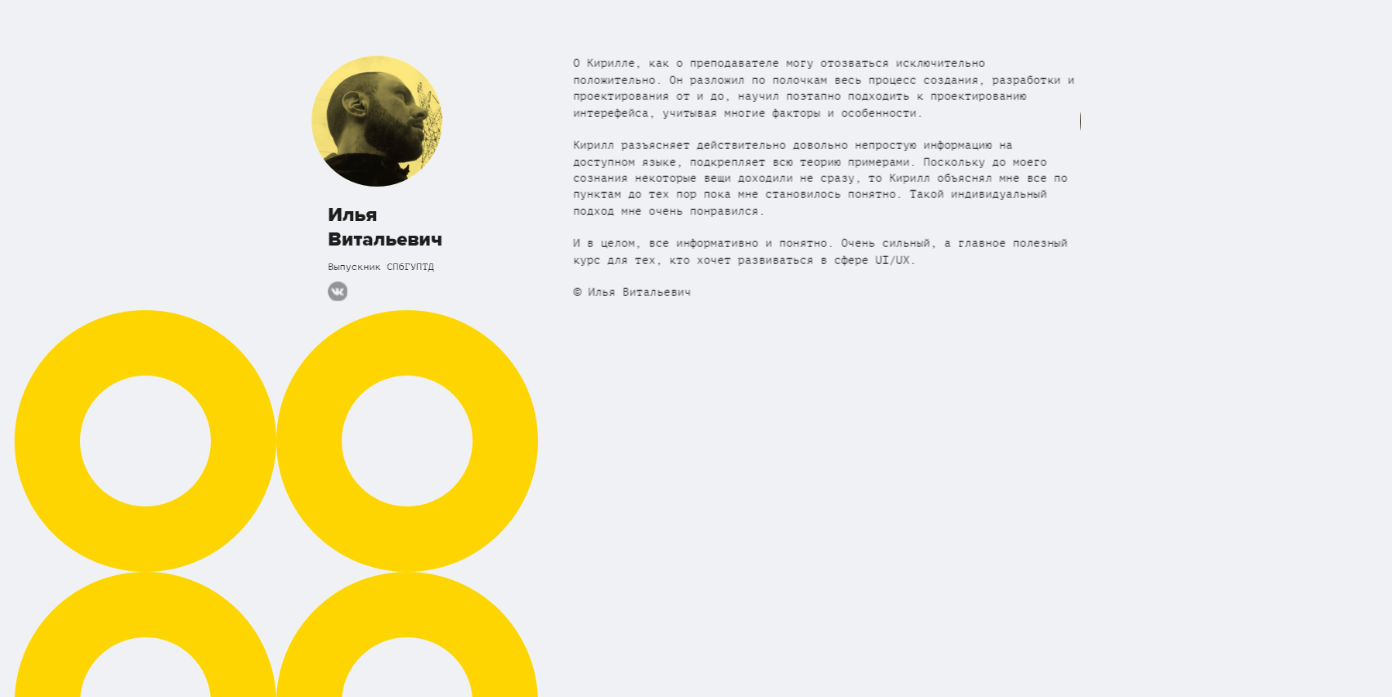 Илья
Витальевич
Выпускник СПбГУПТД
О Кирилле, как о преподавателе могу отозваться исключительно
положительно. Он разложил по полочкам весь процесс создания, разработки и
проектирования от и до, научил поэтапно подходить к проектированию
интерефейса, учитывая многие факторы и особенности.
Кирилл разъясняет действительно довольно непростую информацию на
доступном языке, подкрепляет всю теорию примерами. Поскольку до моего
сознания некоторые вещи доходили не сразу, то Кирилл объяснял мне все по
пунктам до тех пор пока мне становилось понятно. Такой индивидуальный
подход мне очень понравился.
И в целом, все информативно и понятно. Очень сильный, а главное полезный
курс для тех, кто хочет развиваться в сфере UI/UX.
© Илья Витальевич